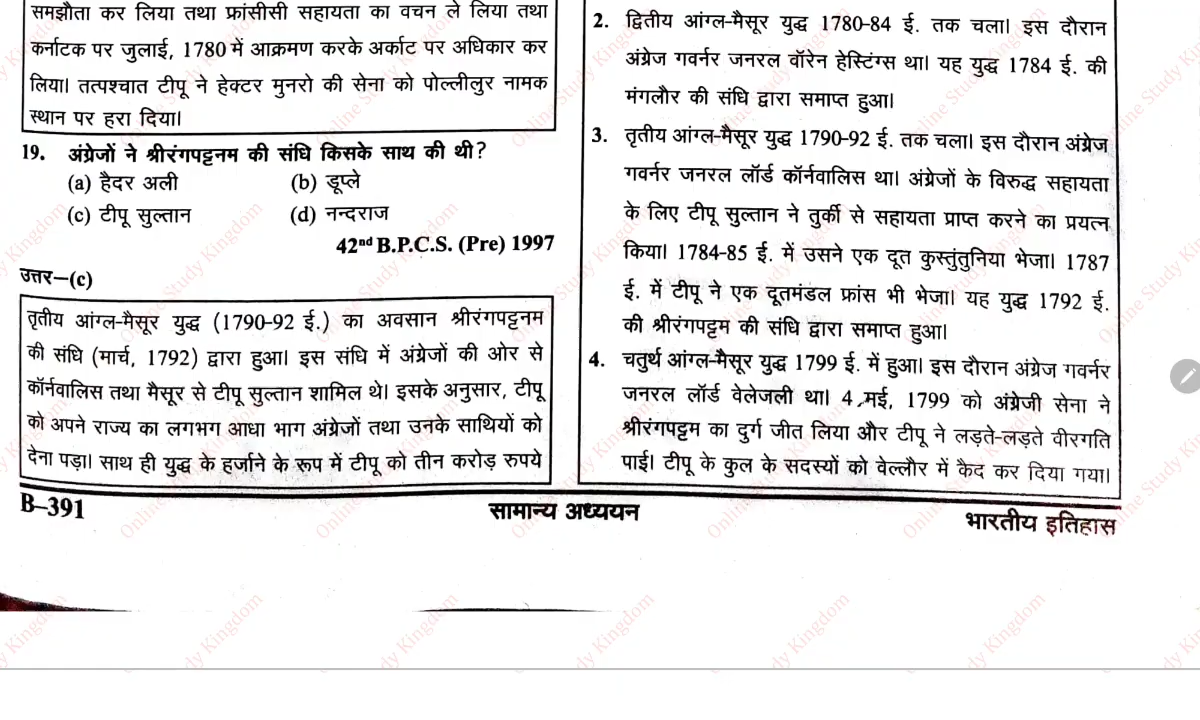 समझौता कर लिया तथा फ्रांसीसी सहायता का वचन ले लिया तथा
कर्नाटक पर जुलाई, 1780 में आक्रमण करके अर्काट पर अधिकार कर
लिया। तत्पश्चात टीपू ने हेक्टर मुनरो की सेना को पोल्लीलुर नामक
स्थान पर हरा दिया।
19. अंग्रेजों ने श्रीरंगपट्टनम की संधि किसके साथ की थी?
(a) हैदर अली (b) डूप्ले
(c) टीपू सुल्तान (d) नन्दराज
42nd B.P.C.S. (Pre) 1997
उत्तर—(c)
तृतीय आंग्ल-मैसूर युद्ध (1790-92 ई.) का अवसान श्रीरंगपट्टनम
की संधि (मार्च, 1792) द्वारा हुआ। इस संधि में अंग्रेजों की ओर से
कॉर्नवालिस तथा मैसूर से टीपू सुल्तान शामिल थे। इसके अनुसार, टीपू
को अपने राज्य का लगभग आधा भाग अंग्रेजों तथा उनके साथियों को
देना पड़ा। साथ ही युद्ध के हर्जाने के रूप में टीपू को तीन करोड़ रुपये
2. द्वितीय आंग्ल-मैसूर युद्ध 1780-84 ई. तक चला। इस दौरान
अंग्रेज गवर्नर जनरल वॉरेन हेस्टिंग्स था। यह युद्ध 1784 ई. की
मंगलौर की संधि द्वारा समाप्त हुआ।
3. तृतीय आंग्ल-मैसूर युद्ध 1790-92 ई. तक चला। इस दौरान अंग्रेज
गवर्नर जनरल लॉर्ड कॉर्नवालिस था। अंग्रेजों के विरुद्ध सहायता
के लिए टीपू सुल्तान ने तुर्की से सहायता प्राप्त करने का प्रयत्न
किया। 1784-85 ई. में उसने एक दूत कुस्तुंतुनिया भेजा। 1787
ई. में टीपू ने एक दूतमंडल फ्रांस भी भेजा। यह युद्ध 1792 ई.
की श्रीरंगपट्टम की संधि द्वारा समाप्त हुआ।
4. चतुर्थ आंग्ल-मैसूर युद्ध 1799 ई. में हुआ। इस दौरान अंग्रेज गवर्नर
जनरल लॉर्ड वेलेजली था। 4 मई, 1799 को अंग्रेजी सेना ने
श्रीरंगपट्टम का दुर्ग जीत लिया और टीपू ने लड़ते-लड़ते वीरगति
पाई। टीपू के कुल के सदस्यों को वेल्लौर में कैद कर दिया गया।
B–391 सामान्य अध्ययन भारतीय इतिहास
Online Study Kingdom